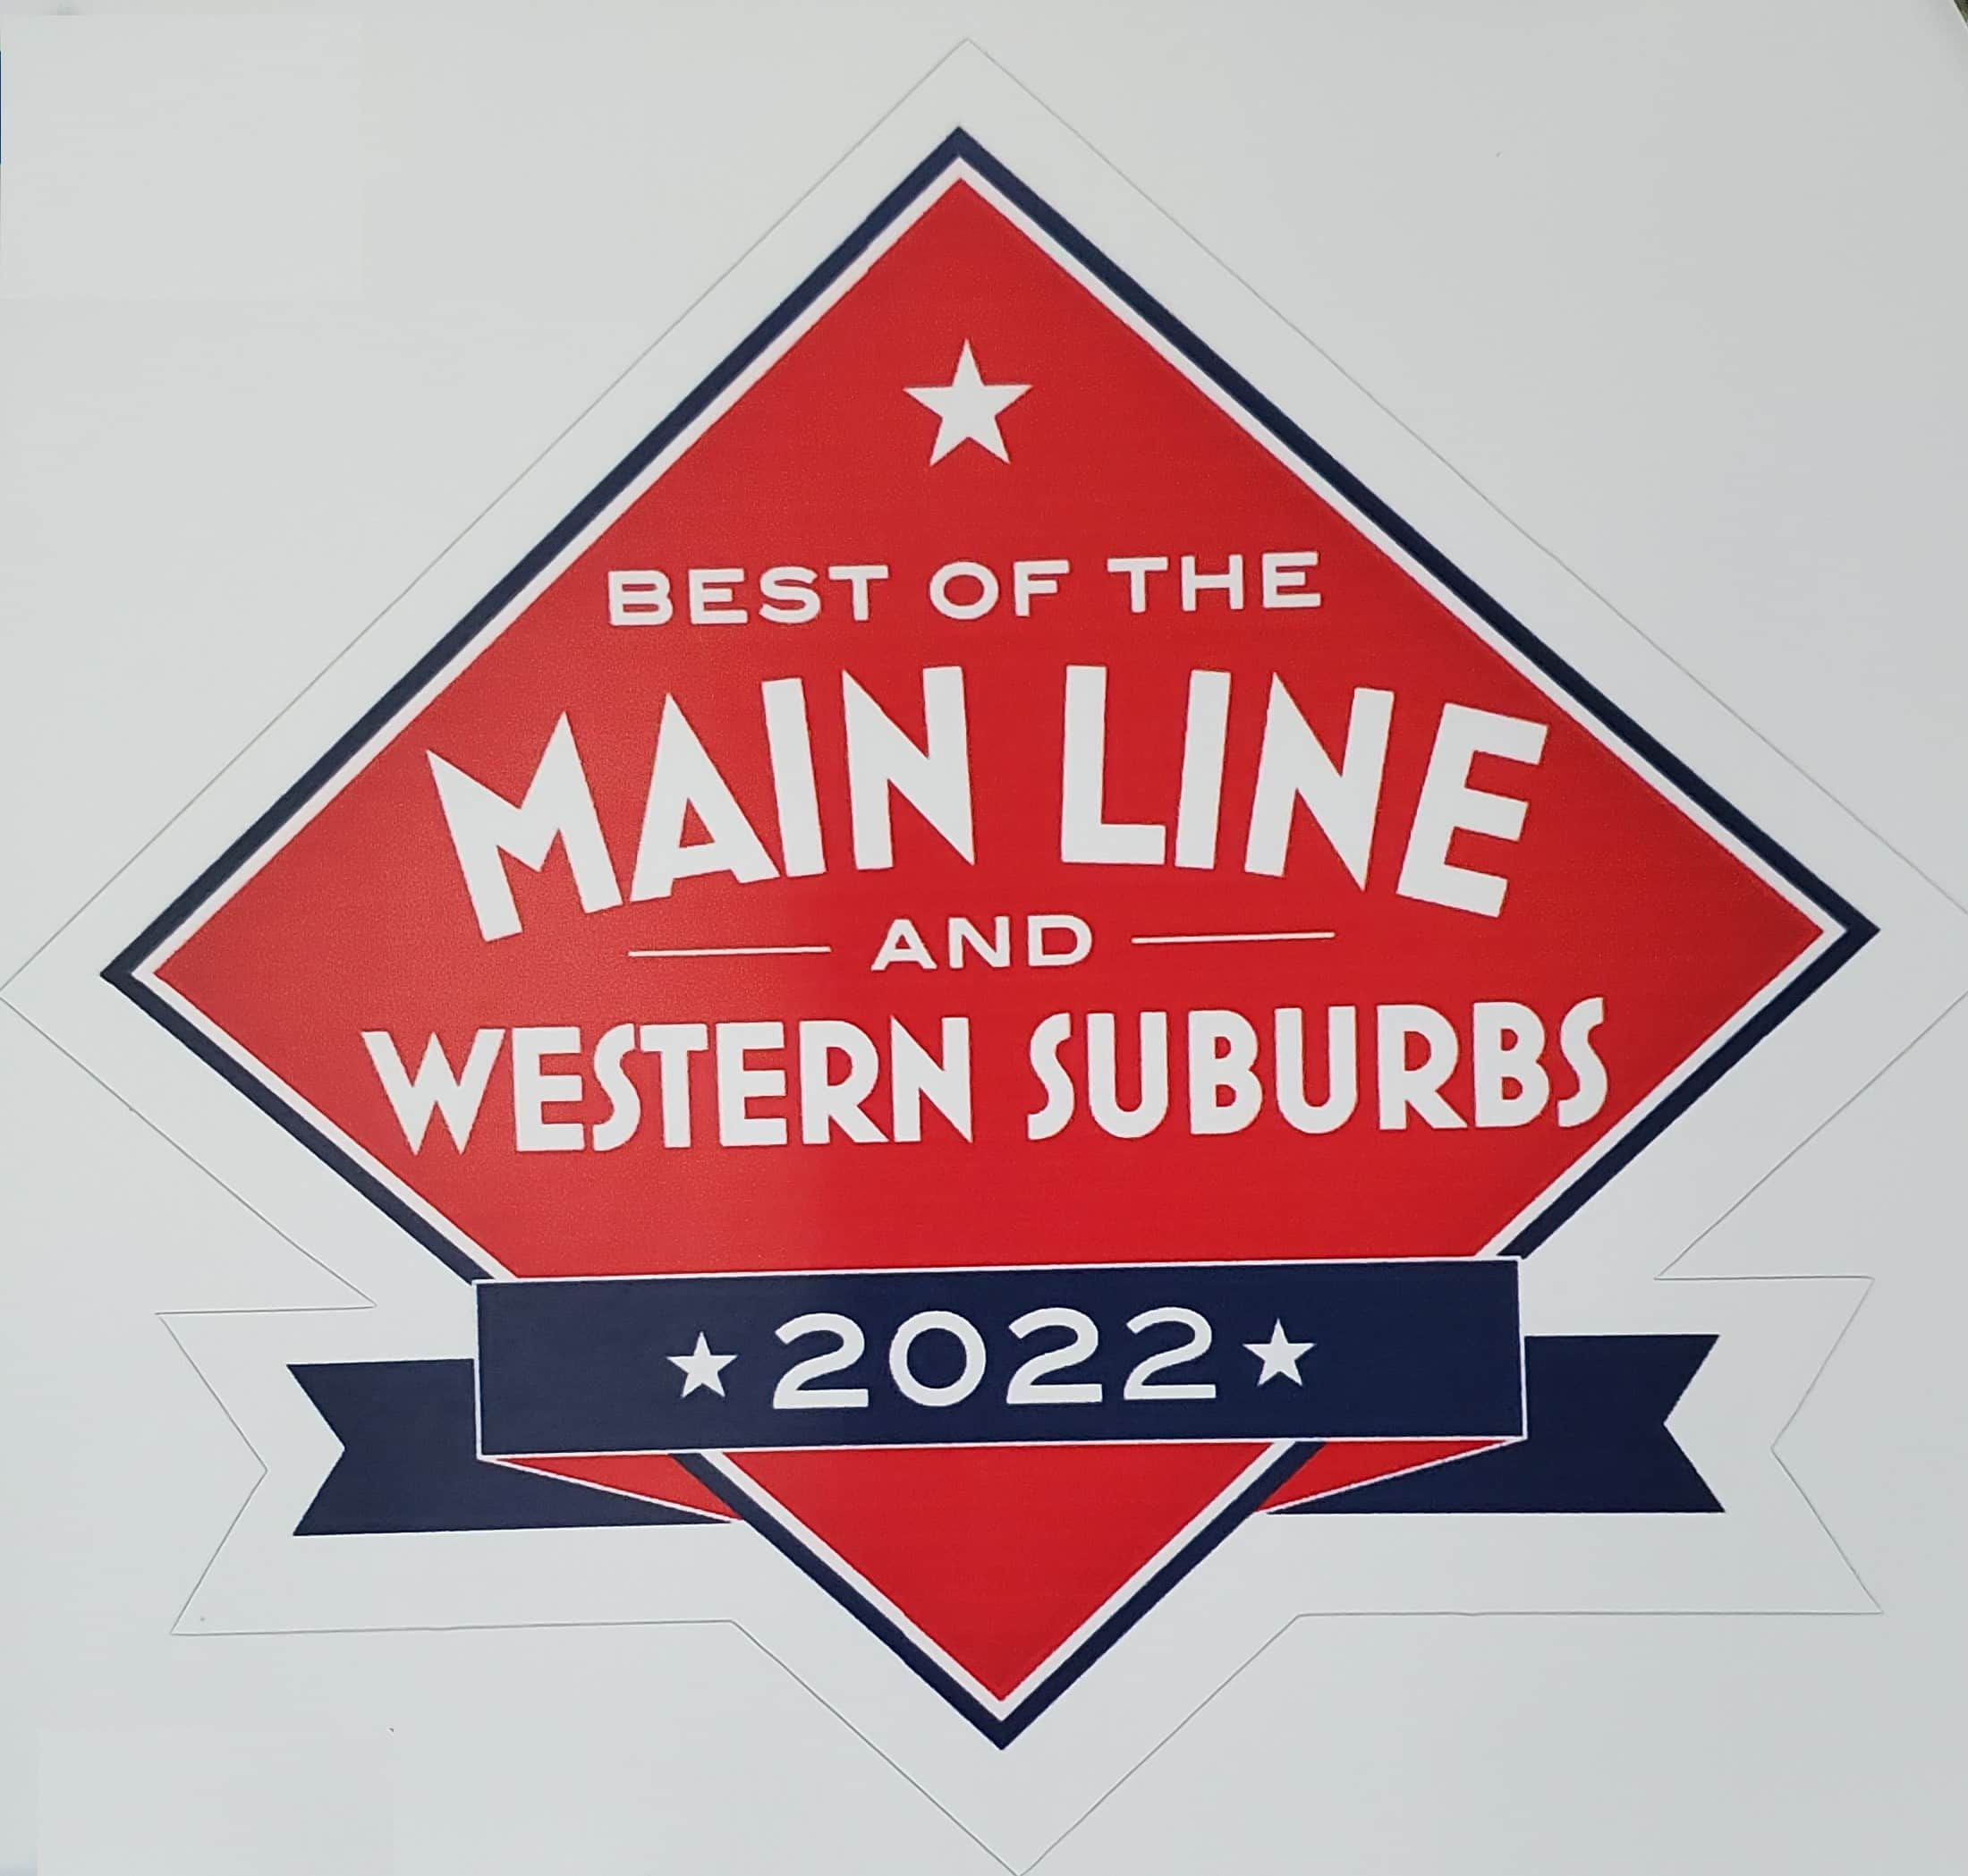 BEST OF THE
MAIN LINE
AND
WESTERN SUBURBS
2022